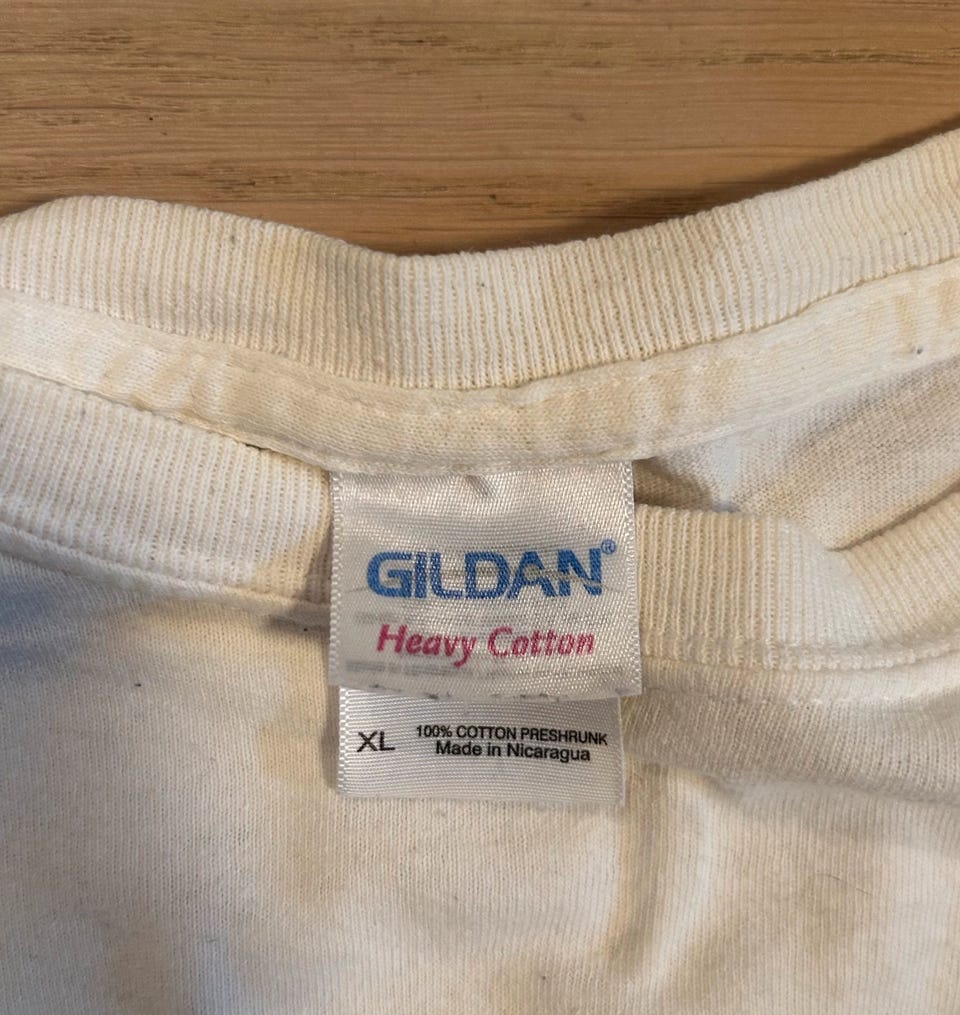 GILDAN®
Heavy Cotton
XL 100% COTTON PRESHRUNK
Made in Nicaragua